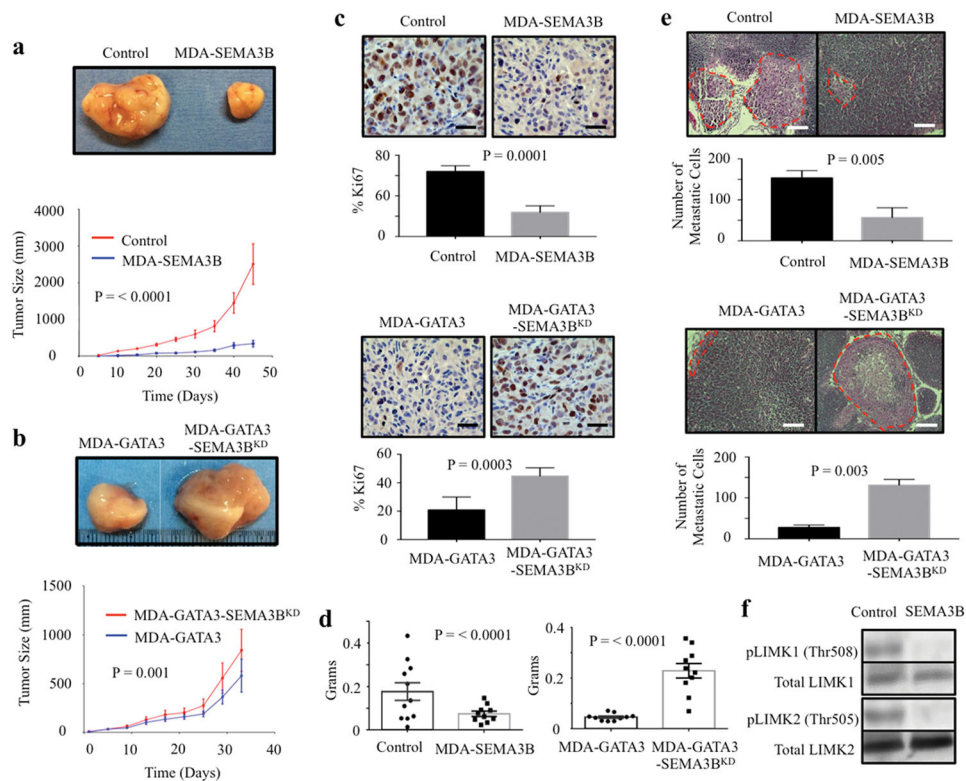 a
Control MDA-SEMA3B
Tumor Size (mm)
4000
3000
2000
1000
0
Control
MDA-SEMA3B
P = < 0.0001
0 10 20 30 40 50
Time (Days)
b
MDA-GATA3 MDA-GATA3
-SEMA3BKD
Tumor Size (mm)
1500
1000
500
0
MDA-GATA3-SEMA3BKD
MDA-GATA3
P = 0.001
0 10 20 30 40
Time (Days)
c
Control MDA-SEMA3B
% Ki67
80
60
0
P = 0.0001
Control MDA-SEMA3B
MDA-GATA3 MDA-GATA3
-SEMA3BKD
% Ki67
60
40
20
0
P = 0.0003
MDA-GATA3 MDA-GATA3
-SEMA3BKD
d
Grams
0.4
0.2
0
P < 0.0001
Control MDA-SEMA3B
Grams
0.4
0.2
0
P < 0.0001
MDA-GATA3 MDA-GATA3
-SEMA3BKD
e
Control MDA-SEMA3B
Number of
Metastatic Cells
200
100
0
P = 0.005
Control MDA-SEMA3B
MDA-GATA3 MDA-GATA3
-SEMA3BKD
Number of
Metastatic Cells
200
100
0
P = 0.003
MDA-GATA3 MDA-GATA3
-SEMA3BKD
f
Control SEMA3B
pLIMK1 (Thr508)
Total LIMK1
pLIMK2 (Thr505)
Total LIMK2